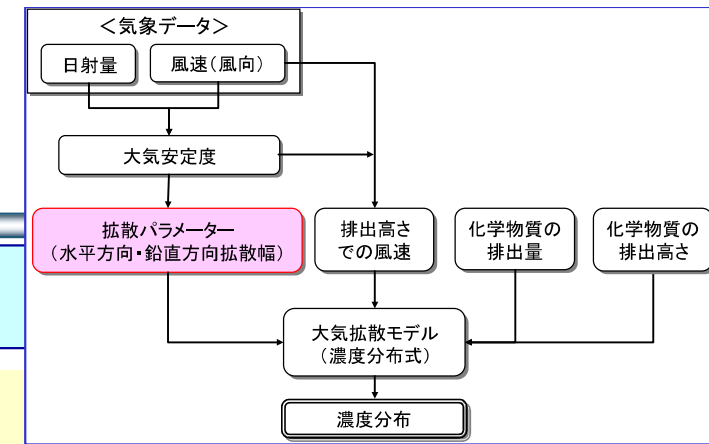 ＜気象データ＞
日射量
風速（風向）
大気安定度
拡散パラメーター
（水平方向・鉛直方向拡散幅）
排出高さ
での風速
化学物質の
排出量
化学物質の
排出高さ
大気拡散モデル
（濃度分布式）
濃度分布